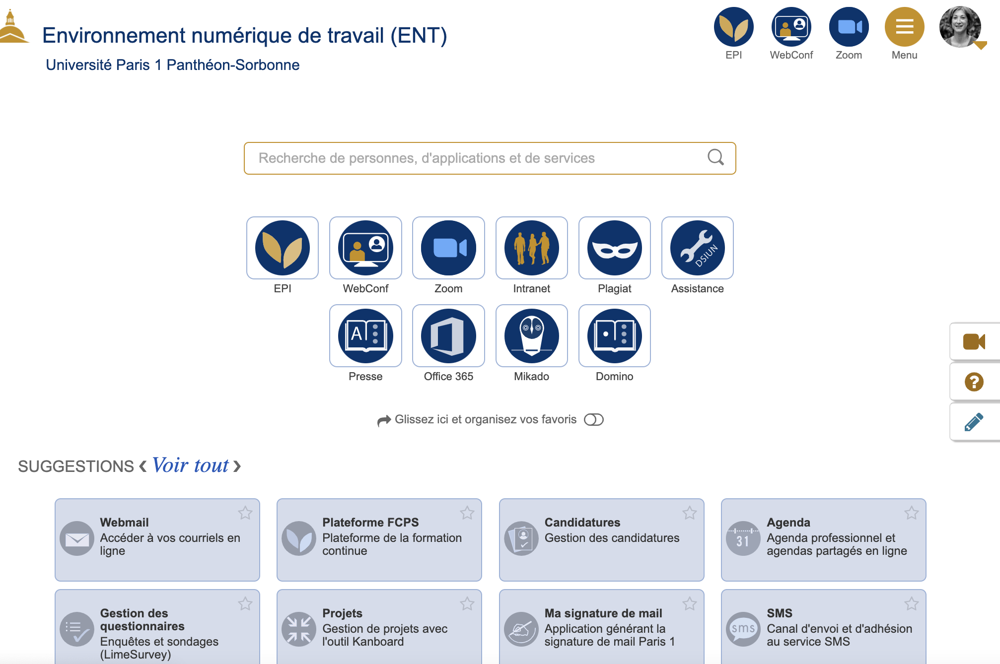 Environnement numérique de travail (ENT)
Université Paris 1 Panthéon-Sorbonne
EPI
WebConf
Zoom
Menu
Recherche de personnes, d'applications et de services
DSIUN
EPI
WebConf
Zoom
Intranet
Plagiat
Assistance
A
Presse
Office 365
Mikado
Domino
Glissez ici et organisez vos favoris
?
SUGGESTIONS ❮ Voir tout ❯
Webmail
Accéder à vos courriels en
ligne
Plateforme FCPS
Plateforme de la formation
continue
Candidatures
Gestion des candidatures
31
Agenda
Agenda professionnel et
agendas partagés en ligne
Gestion des
questionnaires
Enquêtes et sondages
(LimeSurvey)
Projets
Gestion de projets avec
l'outil Kanboard
Ma signature de mail
Application générant la
signature de mail Paris 1
sms
SMS
Canal d'envoi et d'adhésion
au service SMS